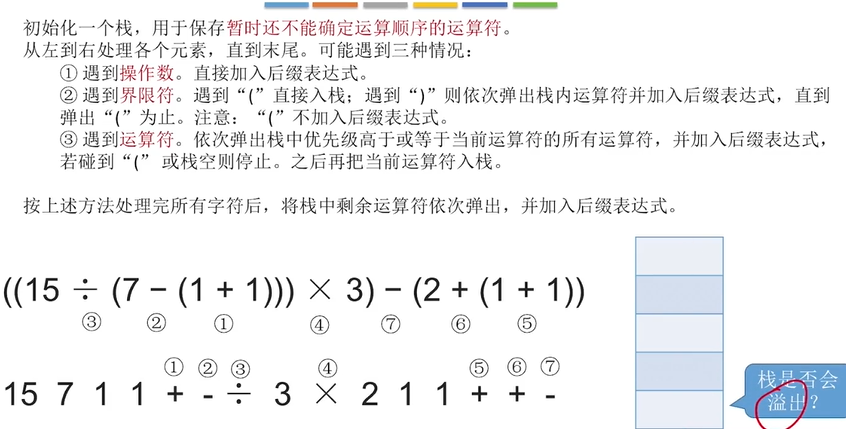 初始化一个栈，用于保存暂时还不能确定运算顺序的运算符。
从左到右处理各个元素，直到末尾。可能遇到三种情况：
① 遇到操作数。直接加入后缀表达式。
② 遇到界限符。遇到“(”直接入栈；遇到“)”则依次弹出栈内运算符并加入后缀表达式，直到
弹出“(”为止。注意：“(”不加入后缀表达式。
③ 遇到运算符。依次弹出栈中优先级高于或等于当前运算符的所有运算符，并加入后缀表达式，
若碰到“(” 或栈空则停止。之后再把当前运算符入栈。
按上述方法处理完所有字符后，将栈中剩余运算符依次弹出，并加入后缀表达式。
((15 ÷ (7 − (1 + 1))) × 3) − (2 + (1 + 1))
③ ② ① ④ ⑦ ⑥ ⑤
① ② ③ ④ ⑤ ⑥ ⑦
15 7 1 1 + - ÷ 3 × 2 1 1 + + -
栈是否会
溢出？